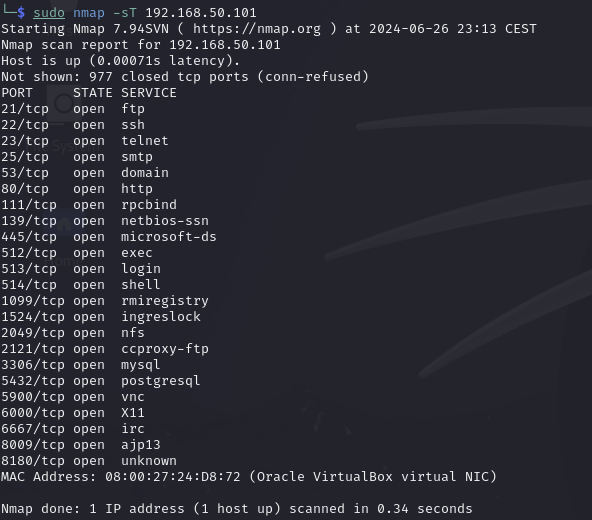 └─$ sudo nmap -sT 192.168.50.101
Starting Nmap 7.94SVN ( https://nmap.org ) at 2024-06-26 23:13 CEST
Nmap scan report for 192.168.50.101
Host is up (0.00071s latency).
Not shown: 977 closed tcp ports (conn-refused)
PORT     STATE SERVICE
21/tcp   open  ftp
22/tcp   open  ssh
23/tcp   open  telnet
25/tcp   open  smtp
53/tcp   open  domain
80/tcp   open  http
111/tcp  open  rpcbind
139/tcp  open  netbios-ssn
445/tcp  open  microsoft-ds
512/tcp  open  exec
513/tcp  open  login
514/tcp  open  shell
1099/tcp open  rmiregistry
1524/tcp open  ingreslock
2049/tcp open  nfs
2121/tcp open  ccproxy-ftp
3306/tcp open  mysql
5432/tcp open  postgresql
5900/tcp open  vnc
6000/tcp open  X11
6667/tcp open  irc
8009/tcp open  ajp13
8180/tcp open  unknown
MAC Address: 08:00:27:24:D8:72 (Oracle VirtualBox virtual NIC)
Nmap done: 1 IP address (1 host up) scanned in 0.34 seconds